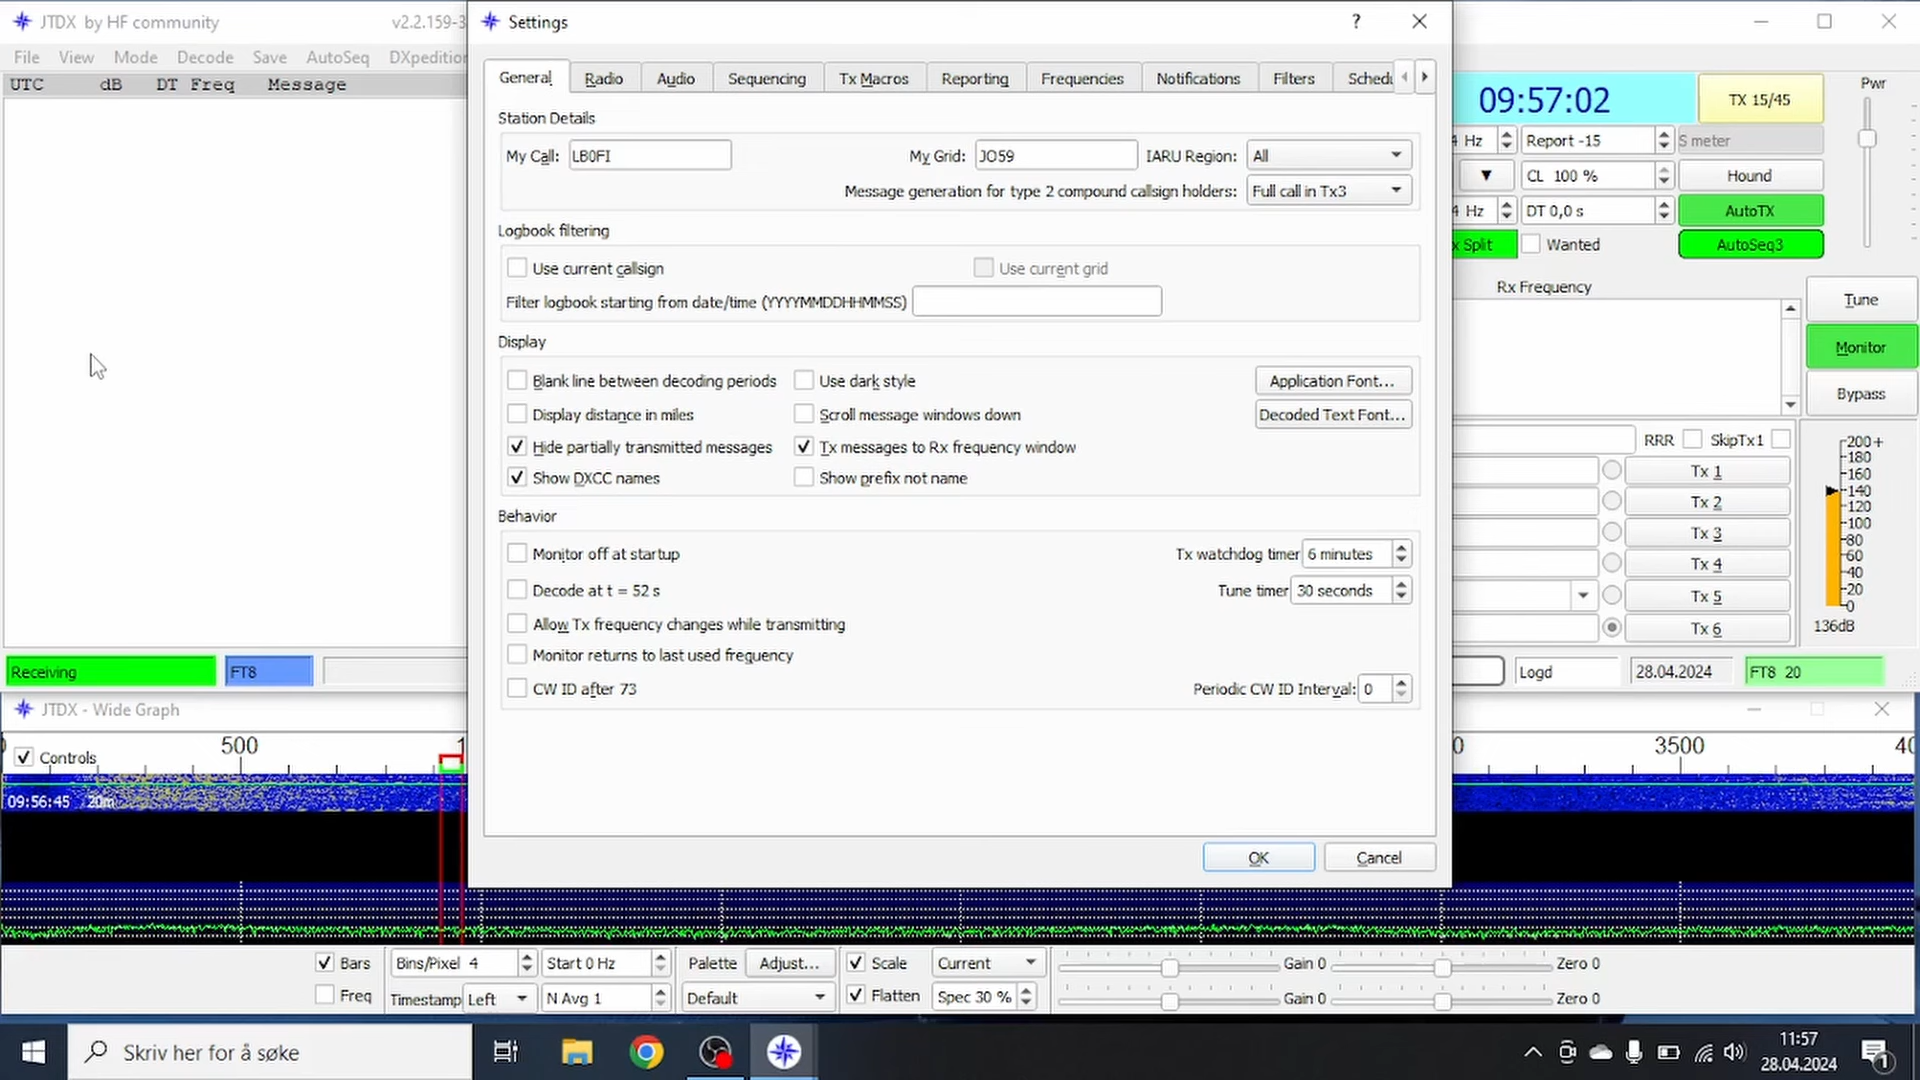 JTDX by HF community
v2.2.159-3
Settings
?
File View Mode Decode Save AutoSeq DXpedition
UTC dB DT Freq Message
General Radio Audio Sequencing Tx Macros Reporting Frequencies Notifications Filters Schedu
Station Details
My Call: LB0FI
My Grid: JO59
IARU Region: All
Message generation for type 2 compound callsign holders: Full call in Tx3
Logbook filtering
Use current callsign
Use current grid
Filter logbook starting from date/time (YYYYMMDDHHMMSS)
Display
Blank line between decoding periods
Use dark style
Application Font...
Display distance in miles
Scroll message windows down
Decoded Text Font...
Hide partially transmitted messages
Tx messages to Rx frequency window
Show DXCC names
Show prefix not name
Behavior
Monitor off at startup
Tx watchdog timer 6 minutes
Decode at t = 52 s
Tune timer 30 seconds
Allow Tx frequency changes while transmitting
Monitor returns to last used frequency
CW ID after 73
Periodic CW ID Interval: 0
OK
Cancel
09:57:02
TX 15/45
Pwr
4 Hz
Report -15
S meter
CL 100 %
Hound
4 Hz
DT 0,0 s
AutoTX
x Split
Wanted
AutoSeq3
Rx Frequency
Tune
Monitor
Bypass
RRR
SkipTx1
Tx 1
Tx 2
Tx 3
Tx 4
Tx 5
Tx 6
200+
180
160
140
120
100
80
60
40
20
0
136dB
Receiving
FT8
Logd
28.04.2024
FT8 20
JTDX - Wide Graph
Controls
500
1
0
3500
40
09:56:45 20m
Bars
Bins/Pixel 4
Start 0 Hz
Palette
Adjust...
Scale
Current
Gain 0
Zero 0
Freq
Timestamp Left
N Avg 1
Default
Flatten
Spec 30 %
Gain 0
Zero 0
Skriv her for å søke
11:57
28.04.2024
1